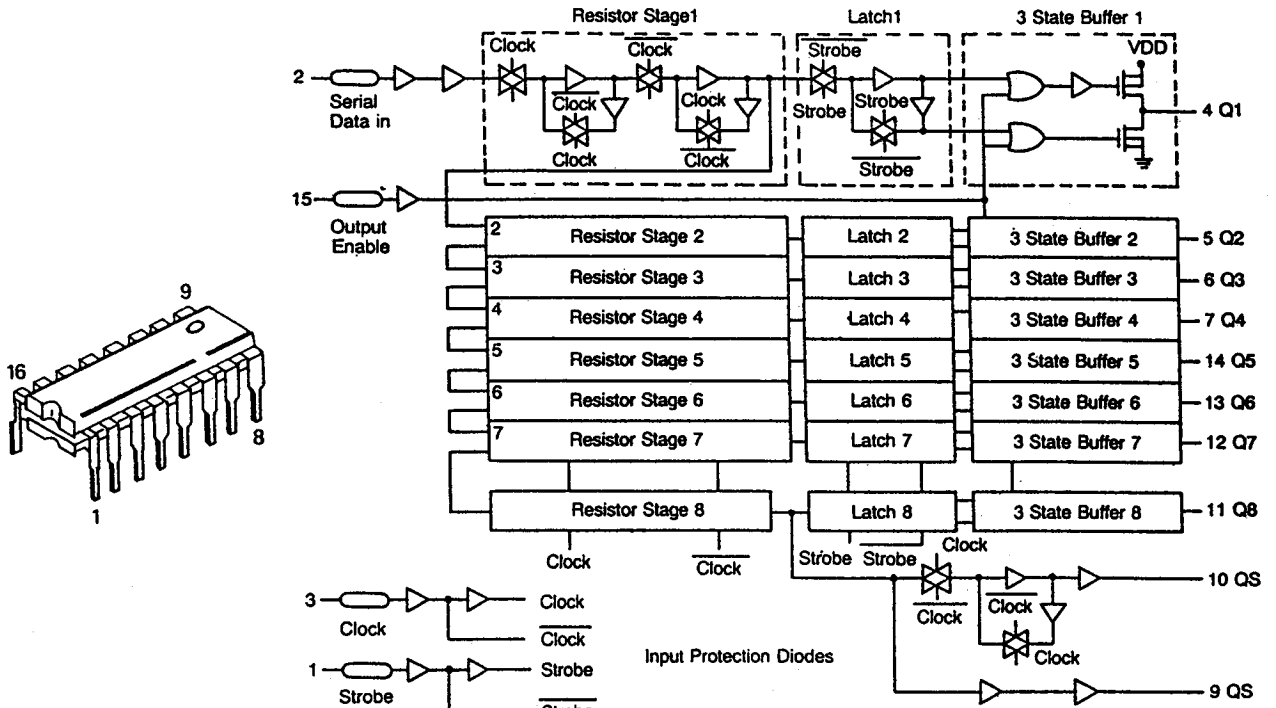 Resistor Stage1
Latch1
3 State Buffer 1
Clock
Clock
Strobe
VDD
2
Serial
Data in
Clock
Clock
Clock
Clock
Strobe
Strobe
Strobe
4 Q1
15
Output
Enable
2
Resistor Stage 2
Latch 2
3 State Buffer 2
5 Q2
3
Resistor Stage 3
Latch 3
3 State Buffer 3
6 Q3
4
Resistor Stage 4
Latch 4
3 State Buffer 4
7 Q4
5
Resistor Stage 5
Latch 5
3 State Buffer 5
14 Q5
6
Resistor Stage 6
Latch 6
3 State Buffer 6
13 Q6
7
Resistor Stage 7
Latch 7
3 State Buffer 7
12 Q7
Resistor Stage 8
Latch 8
3 State Buffer 8
11 Q8
9
16
8
1
Clock
Clock
Strobe
Strobe
Clock
Clock
Clock
Clock
10 QS
3
Clock
Clock
Clock
Input Protection Diodes
1
Strobe
Strobe
9 QS